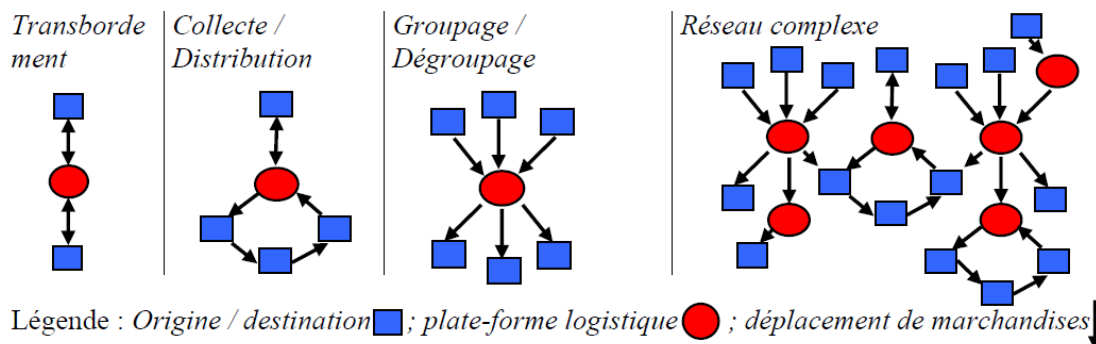 Transborde
ment
Collecte /
Distribution
Groupage /
Dégroupage
Réseau complexe
Légende : Origine / destination ; plate-forme logistique ; déplacement de marchandises